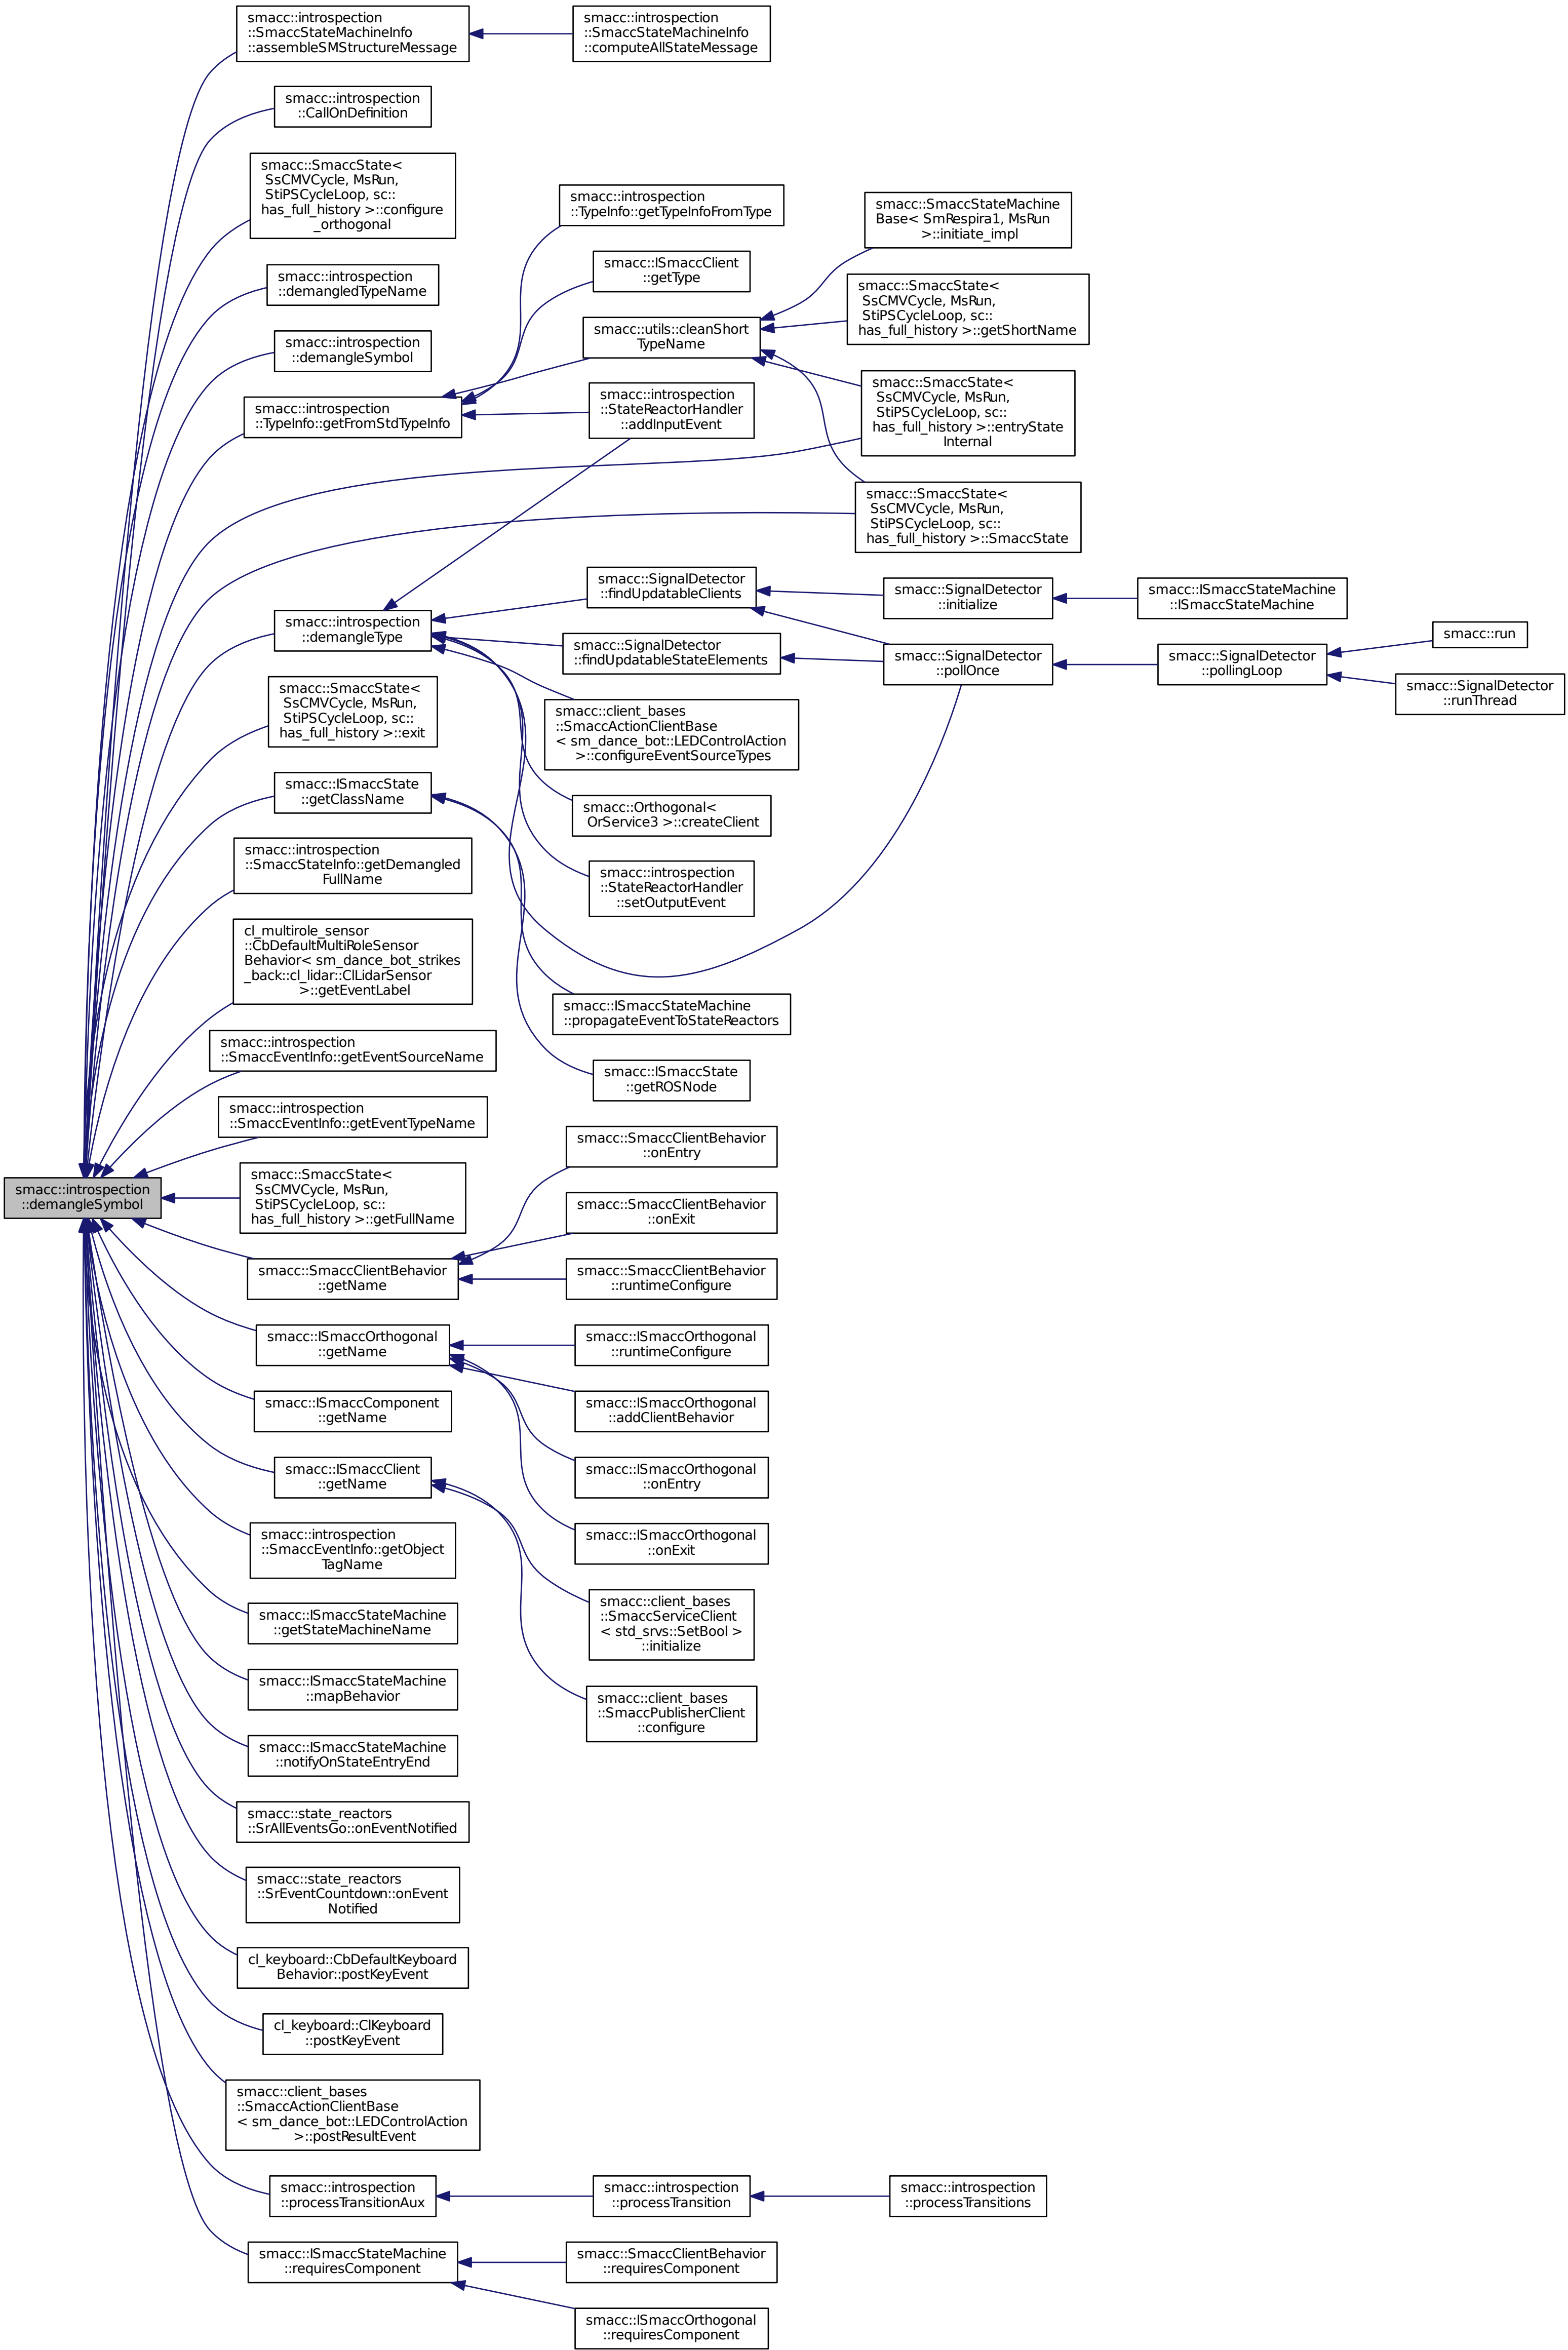 smacc::introspection
::SmaccStateMachineInfo
::assembleSMStructureMessage
smacc::introspection
::SmaccStateMachineInfo
::computeAllStateMessage
smacc::introspection
::CallOnDefinition
smacc::SmaccState<
SsCMVCycle, MsRun,
StiPSCycleLoop, sc::
has_full_history >::configure
_orthogonal
smacc::introspection
::TypeInfo::getTypeInfoFromType
smacc::SmaccStateMachine
Base< SmRespira1, MsRun
>::initiate_impl
smacc::introspection
::demangledTypeName
smacc::ISmaccClient
::getType
smacc::SmaccState<
SsCMVCycle, MsRun,
StiPSCycleLoop, sc::
has_full_history >::getShortName
smacc::introspection
::demangleSymbol
smacc::utils::cleanShort
TypeName
smacc::introspection
::TypeInfo::getFromStdTypeInfo
smacc::introspection
::StateReactorHandler
::addInputEvent
smacc::SmaccState<
SsCMVCycle, MsRun,
StiPSCycleLoop, sc::
has_full_history >::entryState
Internal
smacc::SmaccState<
SsCMVCycle, MsRun,
StiPSCycleLoop, sc::
has_full_history >::SmaccState
smacc::introspection
::demangleType
smacc::SignalDetector
::findUpdatableClients
smacc::SignalDetector
::initialize
smacc::ISmaccStateMachine
::ISmaccStateMachine
smacc::SignalDetector
::findUpdatableStateElements
smacc::SignalDetector
::pollOnce
smacc::SignalDetector
::pollingLoop
smacc::run
smacc::SignalDetector
::runThread
smacc::SmaccState<
SsCMVCycle, MsRun,
StiPSCycleLoop, sc::
has_full_history >::exit
smacc::client_bases
::SmaccActionClientBase
< sm_dance_bot::LEDControlAction
>::configureEventSourceTypes
smacc::ISmaccState
::getClassName
smacc::Orthogonal<
OrService3 >::createClient
smacc::introspection
::SmaccStateInfo::getDemangled
FullName
smacc::introspection
::StateReactorHandler
::setOutputEvent
cl_multirole_sensor
::CbDefaultMultiRoleSensor
Behavior< sm_dance_bot_strikes
_back::cl_lidar::ClLidarSensor
>::getEventLabel
smacc::ISmaccStateMachine
::propagateEventToStateReactors
smacc::introspection
::SmaccEventInfo::getEventSourceName
smacc::ISmaccState
::getROSNode
smacc::introspection
::SmaccEventInfo::getEventTypeName
smacc::SmaccClientBehavior
::onEntry
smacc::introspection
::demangleSymbol
smacc::SmaccState<
SsCMVCycle, MsRun,
StiPSCycleLoop, sc::
has_full_history >::getFullName
smacc::SmaccClientBehavior
::onExit
smacc::SmaccClientBehavior
::getName
smacc::SmaccClientBehavior
::runtimeConfigure
smacc::ISmaccOrthogonal
::getName
smacc::ISmaccOrthogonal
::runtimeConfigure
smacc::ISmaccComponent
::getName
smacc::ISmaccOrthogonal
::addClientBehavior
smacc::ISmaccClient
::getName
smacc::ISmaccOrthogonal
::onEntry
smacc::introspection
::SmaccEventInfo::getObject
TagName
smacc::ISmaccOrthogonal
::onExit
smacc::ISmaccStateMachine
::getStateMachineName
smacc::client_bases
::SmaccServiceClient
< std_srvs::SetBool >
::initialize
smacc::ISmaccStateMachine
::mapBehavior
smacc::client_bases
::SmaccPublisherClient
::configure
smacc::ISmaccStateMachine
::notifyOnStateEntryEnd
smacc::state_reactors
::SrAllEventsGo::onEventNotified
smacc::state_reactors
::SrEventCountdown::onEvent
Notified
cl_keyboard::CbDefaultKeyboard
Behavior::postKeyEvent
cl_keyboard::ClKeyboard
::postKeyEvent
smacc::client_bases
::SmaccActionClientBase
< sm_dance_bot::LEDControlAction
>::postResultEvent
smacc::introspection
::processTransitionAux
smacc::introspection
::processTransition
smacc::introspection
::processTransitions
smacc::ISmaccStateMachine
::requiresComponent
smacc::SmaccClientBehavior
::requiresComponent
smacc::ISmaccOrthogonal
::requiresComponent